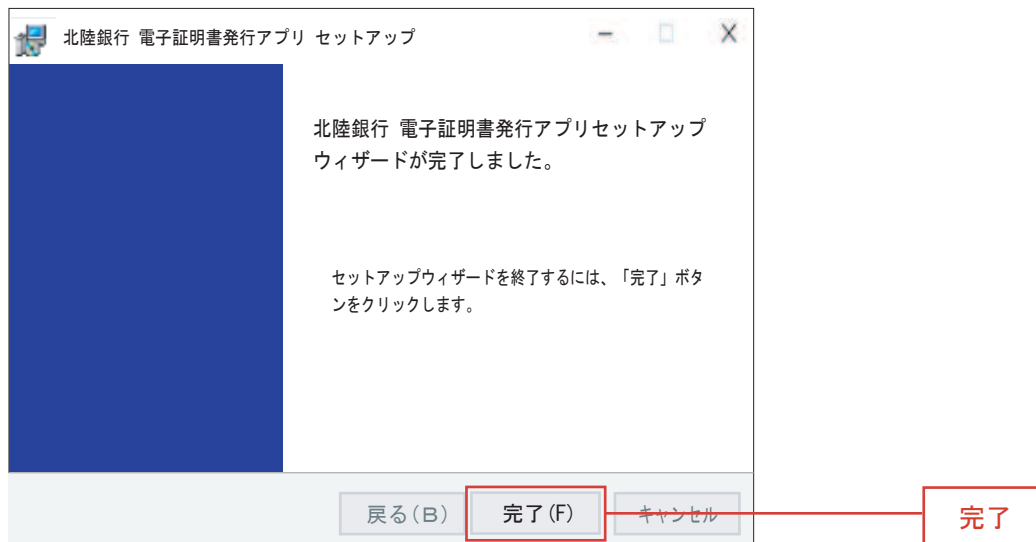 北陸銀行 電子証明書発行アプリ セットアップ
北陸銀行 電子証明書発行アプリセットアップ
ウィザードが完了しました。
セットアップウィザードを終了するには、「完了」ボタ
ンをクリックします。
戻る(B)
完了(F)
キャンセル
完了